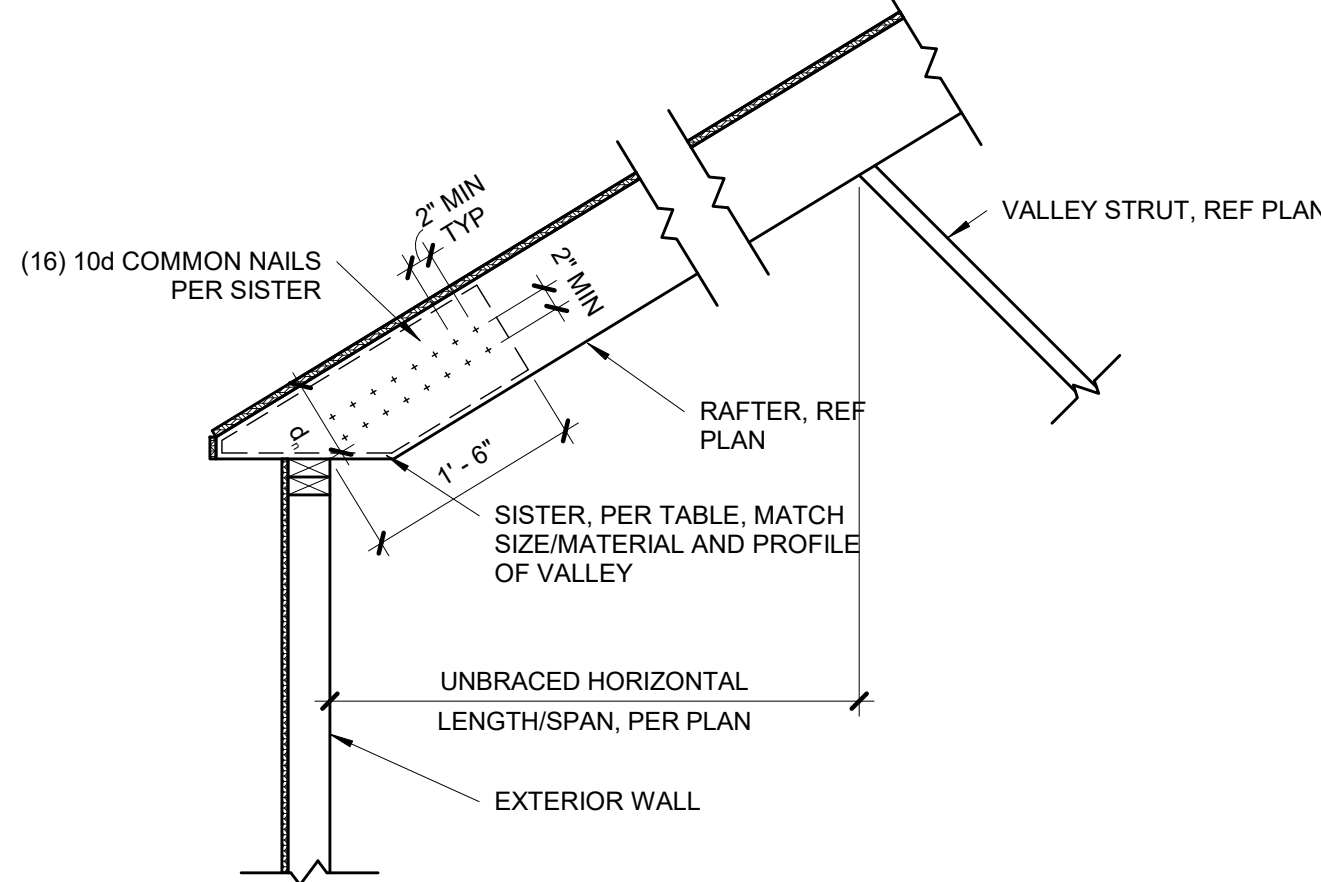 2" MIN
TYP
(16) 10d COMMON NAILS
PER SISTER
2" MIN
VALLEY STRUT, REF PLAN
RAFTER, REF
PLAN
"d"
1' - 6"
SISTER, PER TABLE, MATCH
SIZE/MATERIAL AND PROFILE
OF VALLEY
UNBRACED HORIZONTAL
LENGTH/SPAN, PER PLAN
EXTERIOR WALL